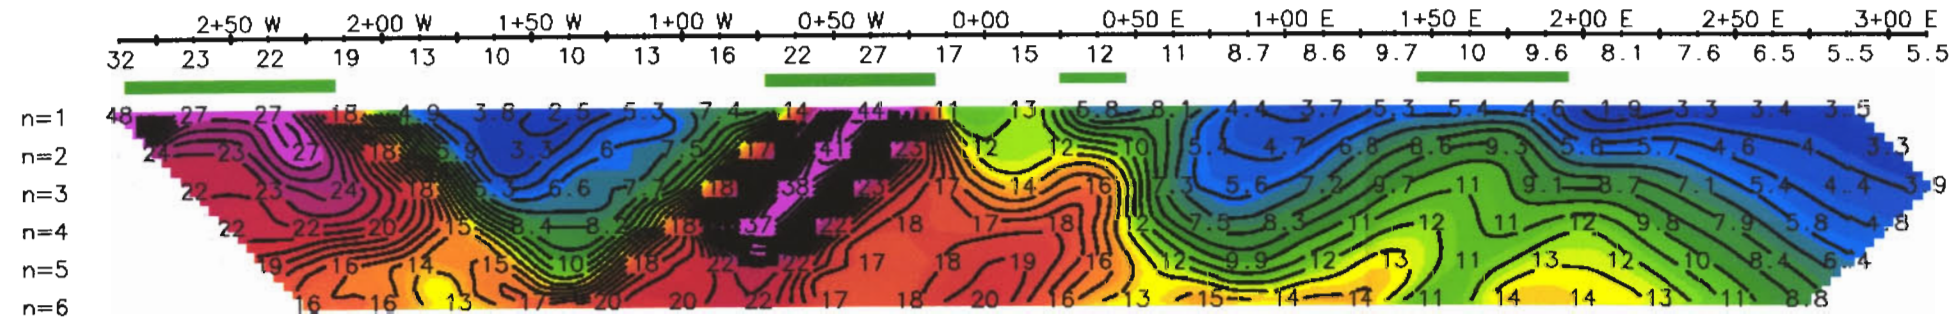 2+50 W 2+00 W 1+50 W 1+00 W 0+50 W 0+00 0+50 E 1+00 E 1+50 E 2+00 E 2+50 E 3+00 E
32 23 22 19 13 10 10 13 16 22 27 17 15 12 11 8.7 8.6 9.7 10 9.6 8.1 7.6 6.5 5.5 5.5
n=1 48 27 27 18 4.9 3.8 2.5 5.3 7.4 14 44 11 13 6.8 8.1 4.4 3.7 5.3 5.4 4.6 1.9 3.3 3.4 3.5
n=2 24 23 27 18 5.9 3.3 6 7.5 17 41 23 12 12 10 5.4 4.7 6.8 8.6 9.3 5.6 5.7 4.6 4 3.3
n=3 22 23 24 18 5.3 6.6 7.7 18 38 23 17 14 16 7.3 5.6 7.2 9.7 11 9.1 8.7 7.1 5.4 4.4 3.9
n=4 22 22 20 15 8.4 8.2 18 37 22 18 17 18 12 7.5 8.3 11 12 11 12 9.8 7.9 5.8 4.8
n=5 19 16 14 15 10 18 22 22 17 18 19 16 12 9.9 12 13 11 13 12 10 8.4 6.4
n=6 16 16 13 17 20 20 22 17 18 20 16 13 15 14 14 11 14 14 13 11 8.8